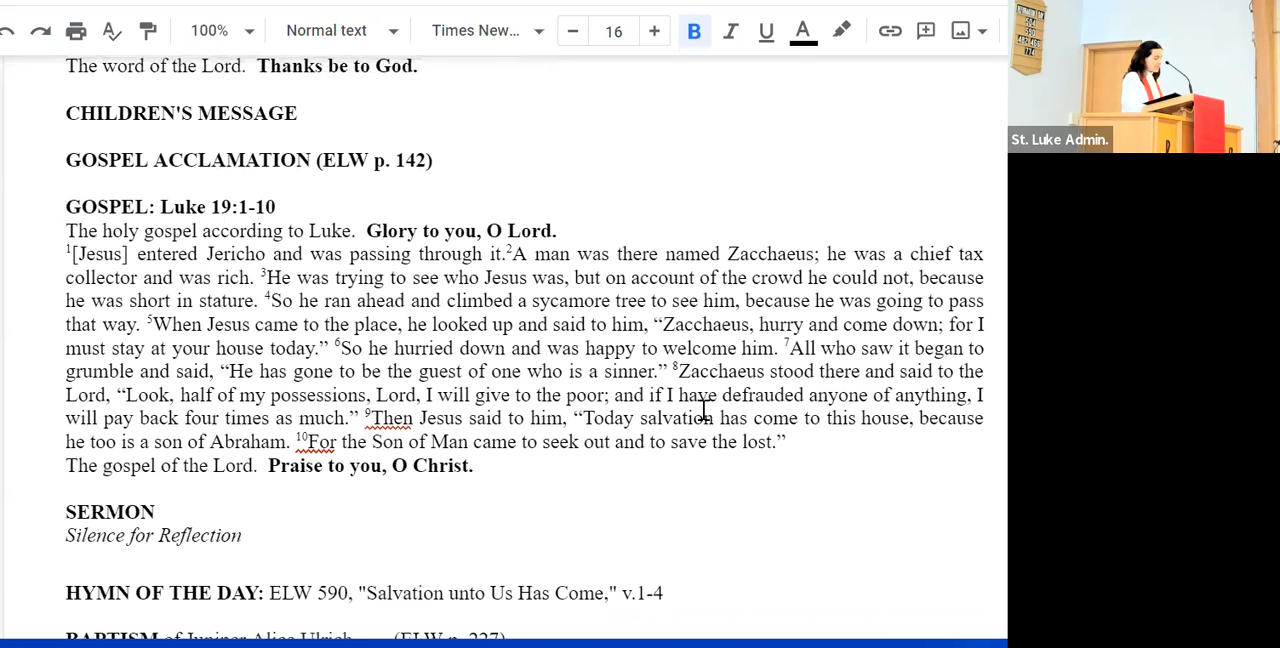 100%
Normal text
Times New...
16
B
I
U
A
The word of the Lord.  Thanks be to God.
CHILDREN'S MESSAGE
GOSPEL ACCLAMATION (ELW p. 142)
GOSPEL: Luke 19:1-10
The holy gospel according to Luke.  Glory to you, O Lord.
1[Jesus] entered Jericho and was passing through it.2A man was there named Zacchaeus; he was a chief tax
collector and was rich. 3He was trying to see who Jesus was, but on account of the crowd he could not, because
he was short in stature. 4So he ran ahead and climbed a sycamore tree to see him, because he was going to pass
that way. 5When Jesus came to the place, he looked up and said to him, “Zacchaeus, hurry and come down; for I
must stay at your house today.” 6So he hurried down and was happy to welcome him. 7All who saw it began to
grumble and said, “He has gone to be the guest of one who is a sinner.” 8Zacchaeus stood there and said to the
Lord, “Look, half of my possessions, Lord, I will give to the poor; and if I have defrauded anyone of anything, I
will pay back four times as much.” 9Then Jesus said to him, “Today salvation has come to this house, because
he too is a son of Abraham. 10For the Son of Man came to seek out and to save the lost.”
The gospel of the Lord.  Praise to you, O Christ.
SERMON
Silence for Reflection
HYMN OF THE DAY: ELW 590, "Salvation unto Us Has Come," v.1-4
BAPTISM of Juniper Alice Ulrich (ELW p. 227)
St. Luke Admin.